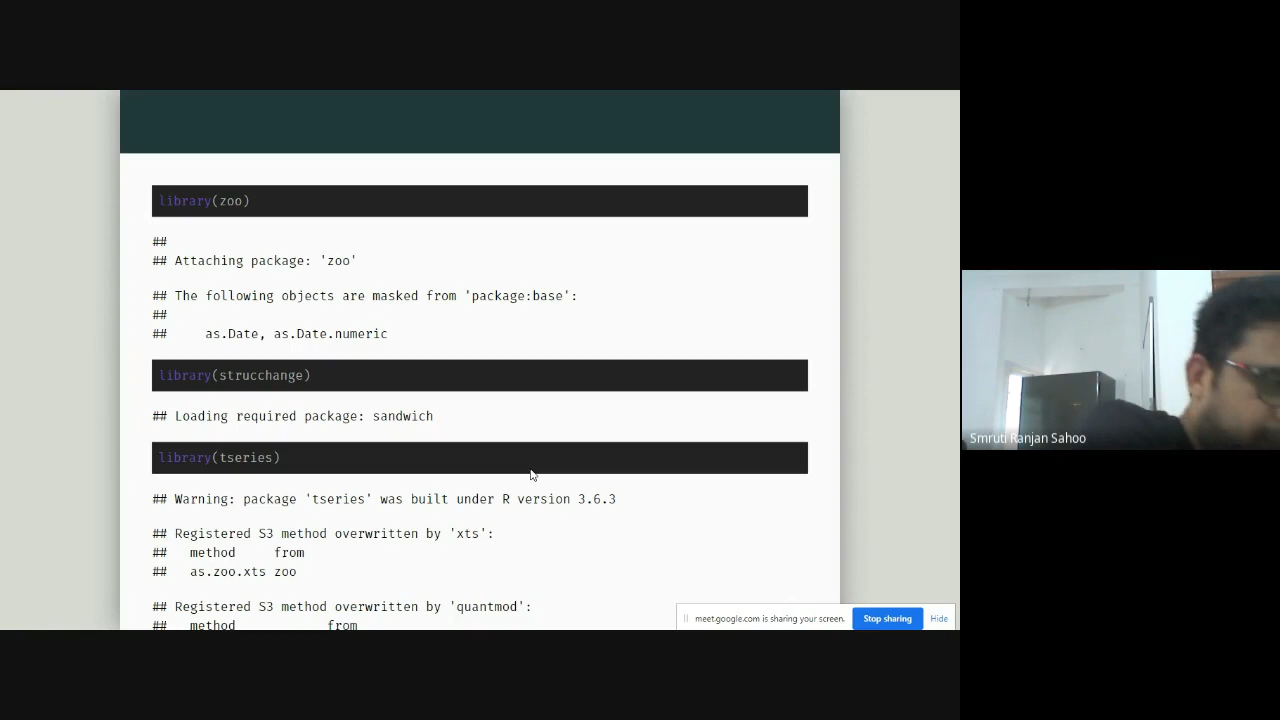 library(zoo)
##
## Attaching package: 'zoo'
## The following objects are masked from 'package:base':
##
##     as.Date, as.Date.numeric
library(strucchange)
## Loading required package: sandwich
library(tseries)
## Warning: package 'tseries' was built under R version 3.6.3
## Registered S3 method overwritten by 'xts':
##   method     from
##   as.zoo.xts zoo
## Registered S3 method overwritten by 'quantmod':
##   method            from
meet.google.com is sharing your screen.
Stop sharing
Hide
Smruti Ranjan Sahoo